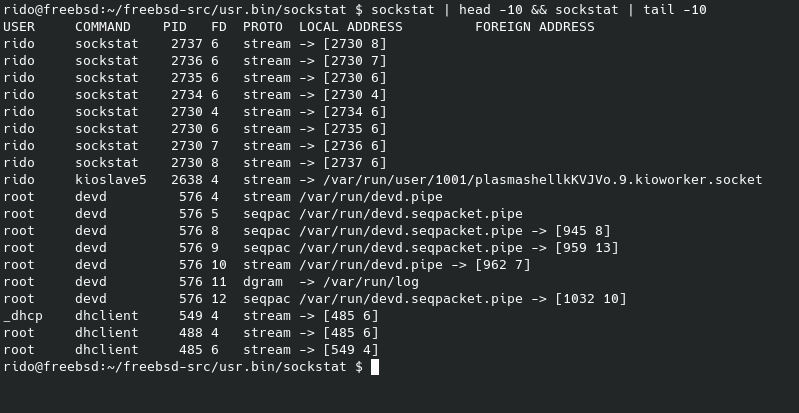 rido@freebsd:~/freebsd-src/usr.bin/sockstat $ sockstat | head -10 && sockstat | tail -10
USER     COMMAND    PID   FD  PROTO  LOCAL ADDRESS         FOREIGN ADDRESS
rido     sockstat    2737 6   stream -> [2730 8]
rido     sockstat    2736 6   stream -> [2730 7]
rido     sockstat    2735 6   stream -> [2730 6]
rido     sockstat    2734 6   stream -> [2730 4]
rido     sockstat    2730 4   stream -> [2734 6]
rido     sockstat    2730 6   stream -> [2735 6]
rido     sockstat    2730 7   stream -> [2736 6]
rido     sockstat    2730 8   stream -> [2737 6]
rido     kioslave5   2638 4   stream -> /var/run/user/1001/plasmashellkKVJVo.9.kioworker.socket
root     devd         576 4   stream /var/run/devd.pipe
root     devd         576 5   seqpac /var/run/devd.seqpacket.pipe
root     devd         576 8   seqpac /var/run/devd.seqpacket.pipe -> [945 8]
root     devd         576 9   seqpac /var/run/devd.seqpacket.pipe -> [959 13]
root     devd         576 10  stream /var/run/devd.pipe -> [962 7]
root     devd         576 11  dgram  -> /var/run/log
root     devd         576 12  seqpac /var/run/devd.seqpacket.pipe -> [1032 10]
_dhcp    dhclient     549 4   stream -> [485 6]
root     dhclient     488 4   stream -> [485 6]
root     dhclient     485 6   stream -> [549 4]
rido@freebsd:~/freebsd-src/usr.bin/sockstat $